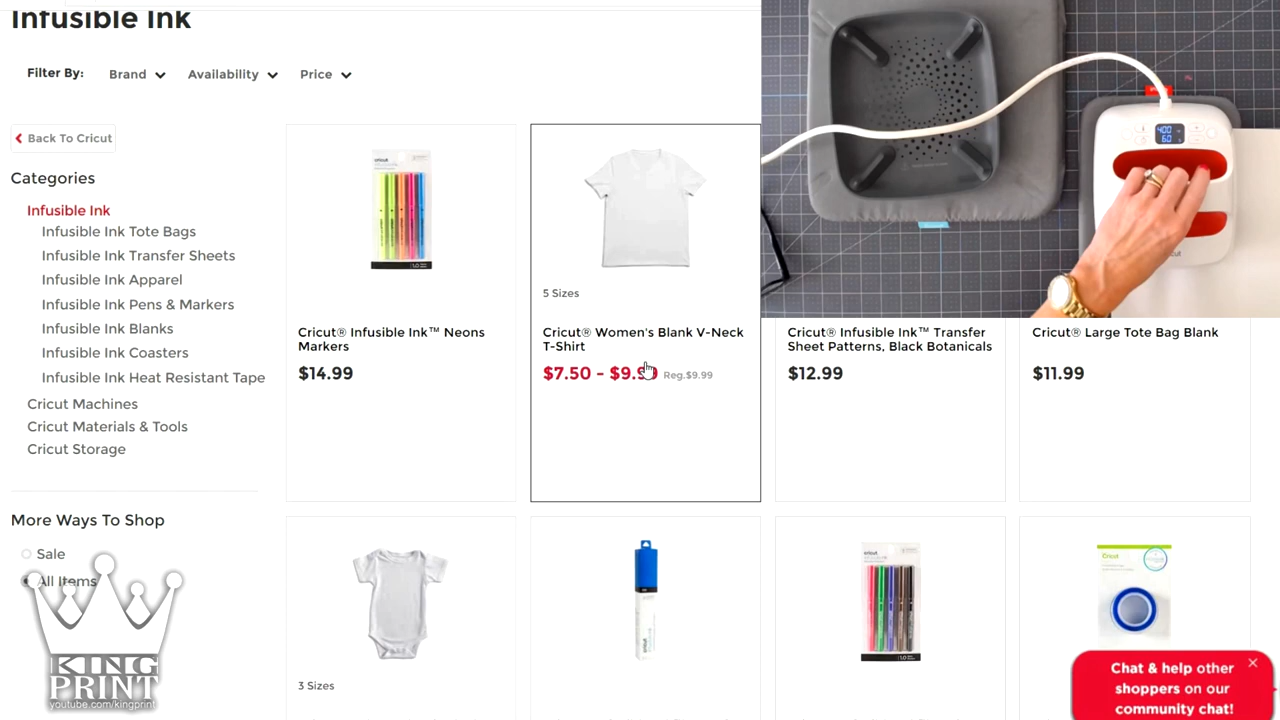 Infusible Ink
Filter By:
Brand
Availability
Price
Back To Cricut
Categories
Infusible Ink
Infusible Ink Tote Bags
Infusible Ink Transfer Sheets
Infusible Ink Apparel
Infusible Ink Pens & Markers
Infusible Ink Blanks
Infusible Ink Coasters
Infusible Ink Heat Resistant Tape
Cricut Machines
Cricut Materials & Tools
Cricut Storage
More Ways To Shop
Sale
All Items
Cricut® Infusible Ink™ Neons
Markers
$14.99
5 Sizes
Cricut® Women's Blank V-Neck
T-Shirt
$7.50 - $9.99 Reg.$9.99
Cricut® Infusible Ink™ Transfer
Sheet Patterns, Black Botanicals
$12.99
Cricut® Large Tote Bag Blank
$11.99
400
60
3 Sizes
Chat & help other
shoppers on our
community chat!
KING
PRINT
youtube.com/kingprint